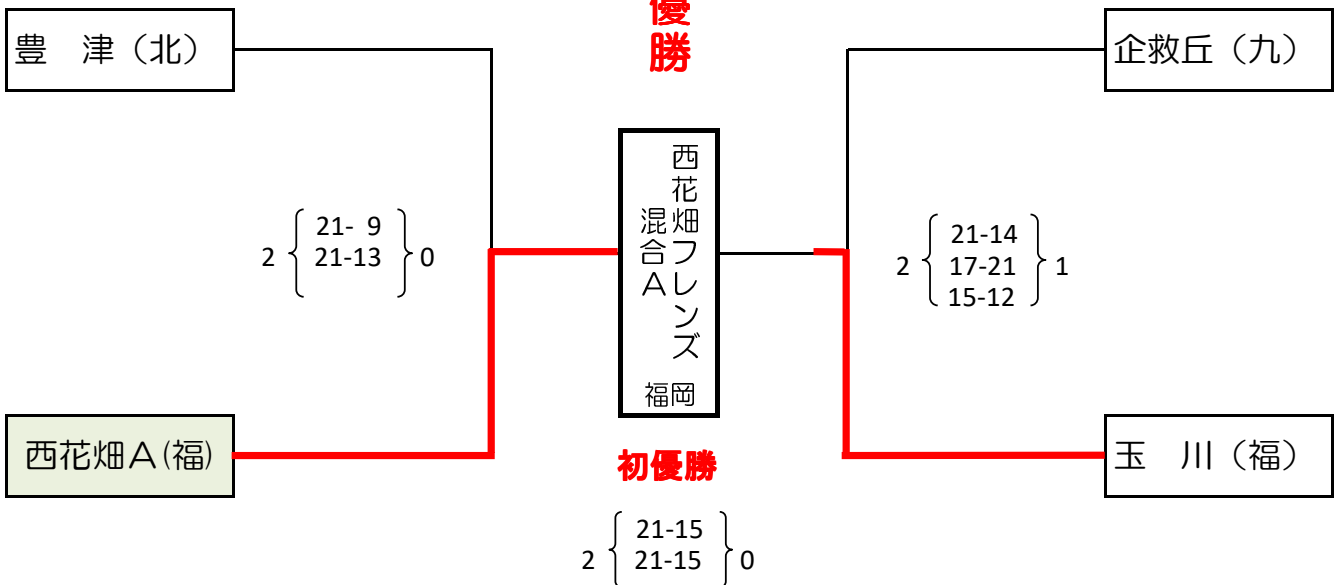 優勝
豊　津（北）
企救丘（九）
西花畑フレンズ
混合A
福岡
2 { 21- 9 } 0
21-13
2 { 21-14 } 1
17-21
15-12
西花畑A(福)
玉　川（福）
初優勝
2 { 21-15 } 0
21-15